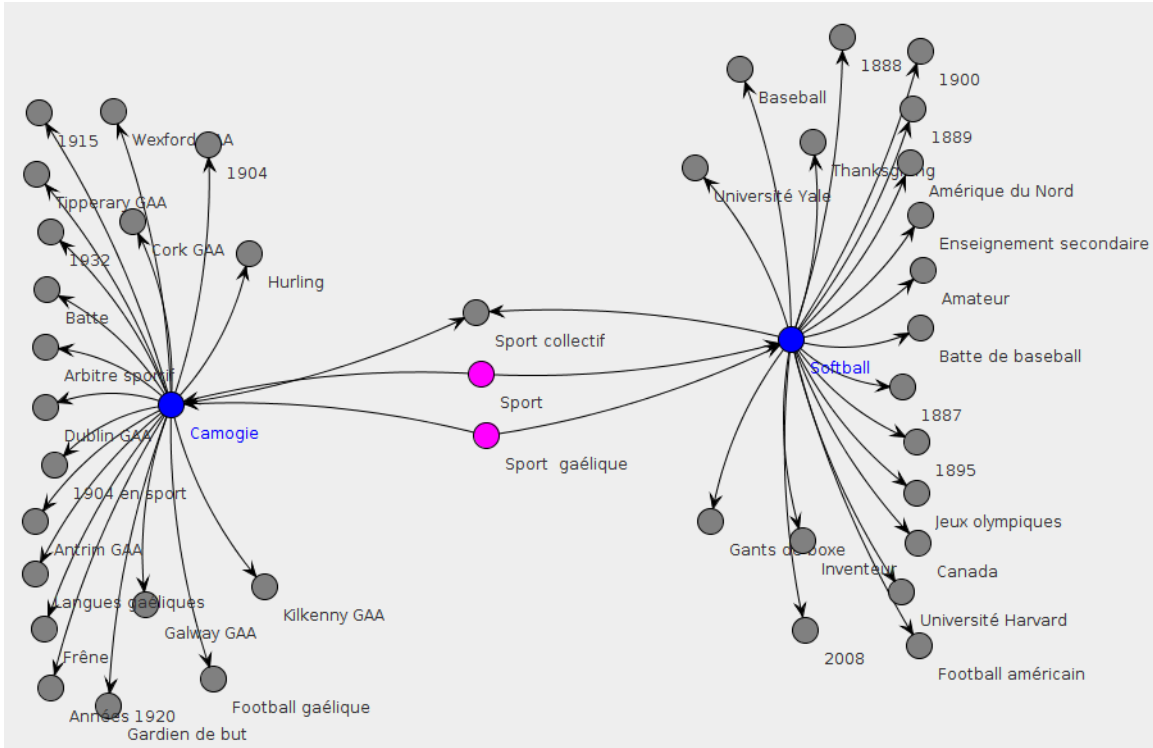 1915
Wexford GAA
1904
Tipperary GAA
Cork GAA
1932
Hurling
Batte
Arbitre sportif
Dublin GAA
Camogie
1904 en sport
Antrim GAA
Langues gaéliques
Galway GAA
Kilkenny GAA
Frêne
Années 1920
Gardien de but
Football gaélique
Sport collectif
Sport
Sport gaélique
1888
1900
Baseball
1889
Thanksgiving
Université Yale
Amérique du Nord
Enseignement secondaire
Amateur
Batte de baseball
Softball
1887
1895
Jeux olympiques
Gants de boxe
Inventeur
Canada
Université Harvard
2008
Football américain